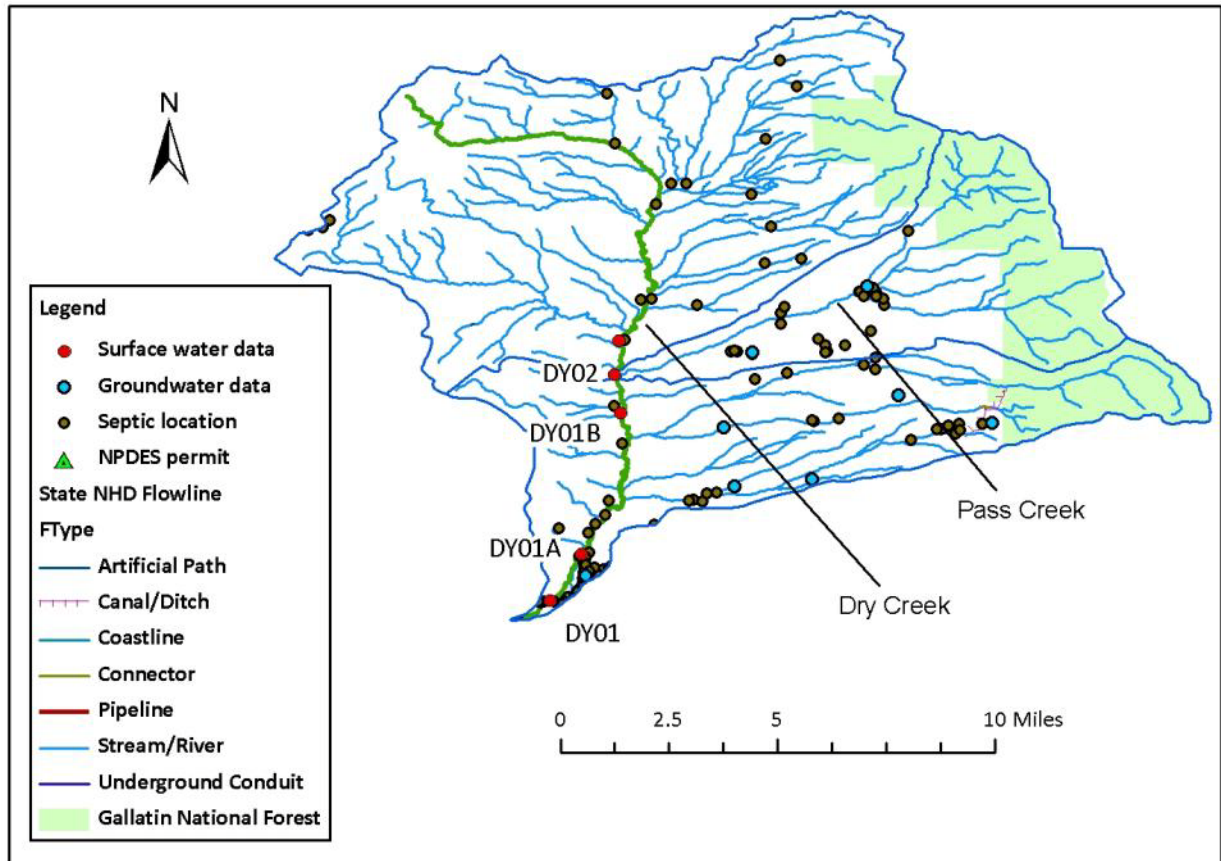 N
Legend
Surface water data
Groundwater data
Septic location
NPDES permit
State NHD Flowline
FType
Artificial Path
Canal/Ditch
Coastline
Connector
Pipeline
Stream/River
Underground Conduit
Gallatin National Forest
DY02
DY01B
DY01A
DY01
Pass Creek
Dry Creek
0 2.5 5 10 Miles